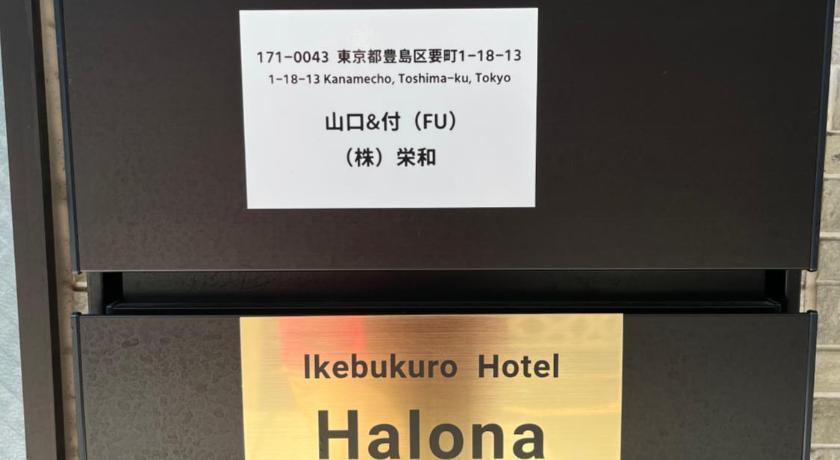 171-0043 東京都豊島区要町1-18-13
1-18-13 Kanamecho, Toshima-ku, Tokyo
山口&付（FU）
（株）栄和
Ikebukuro Hotel
Halona